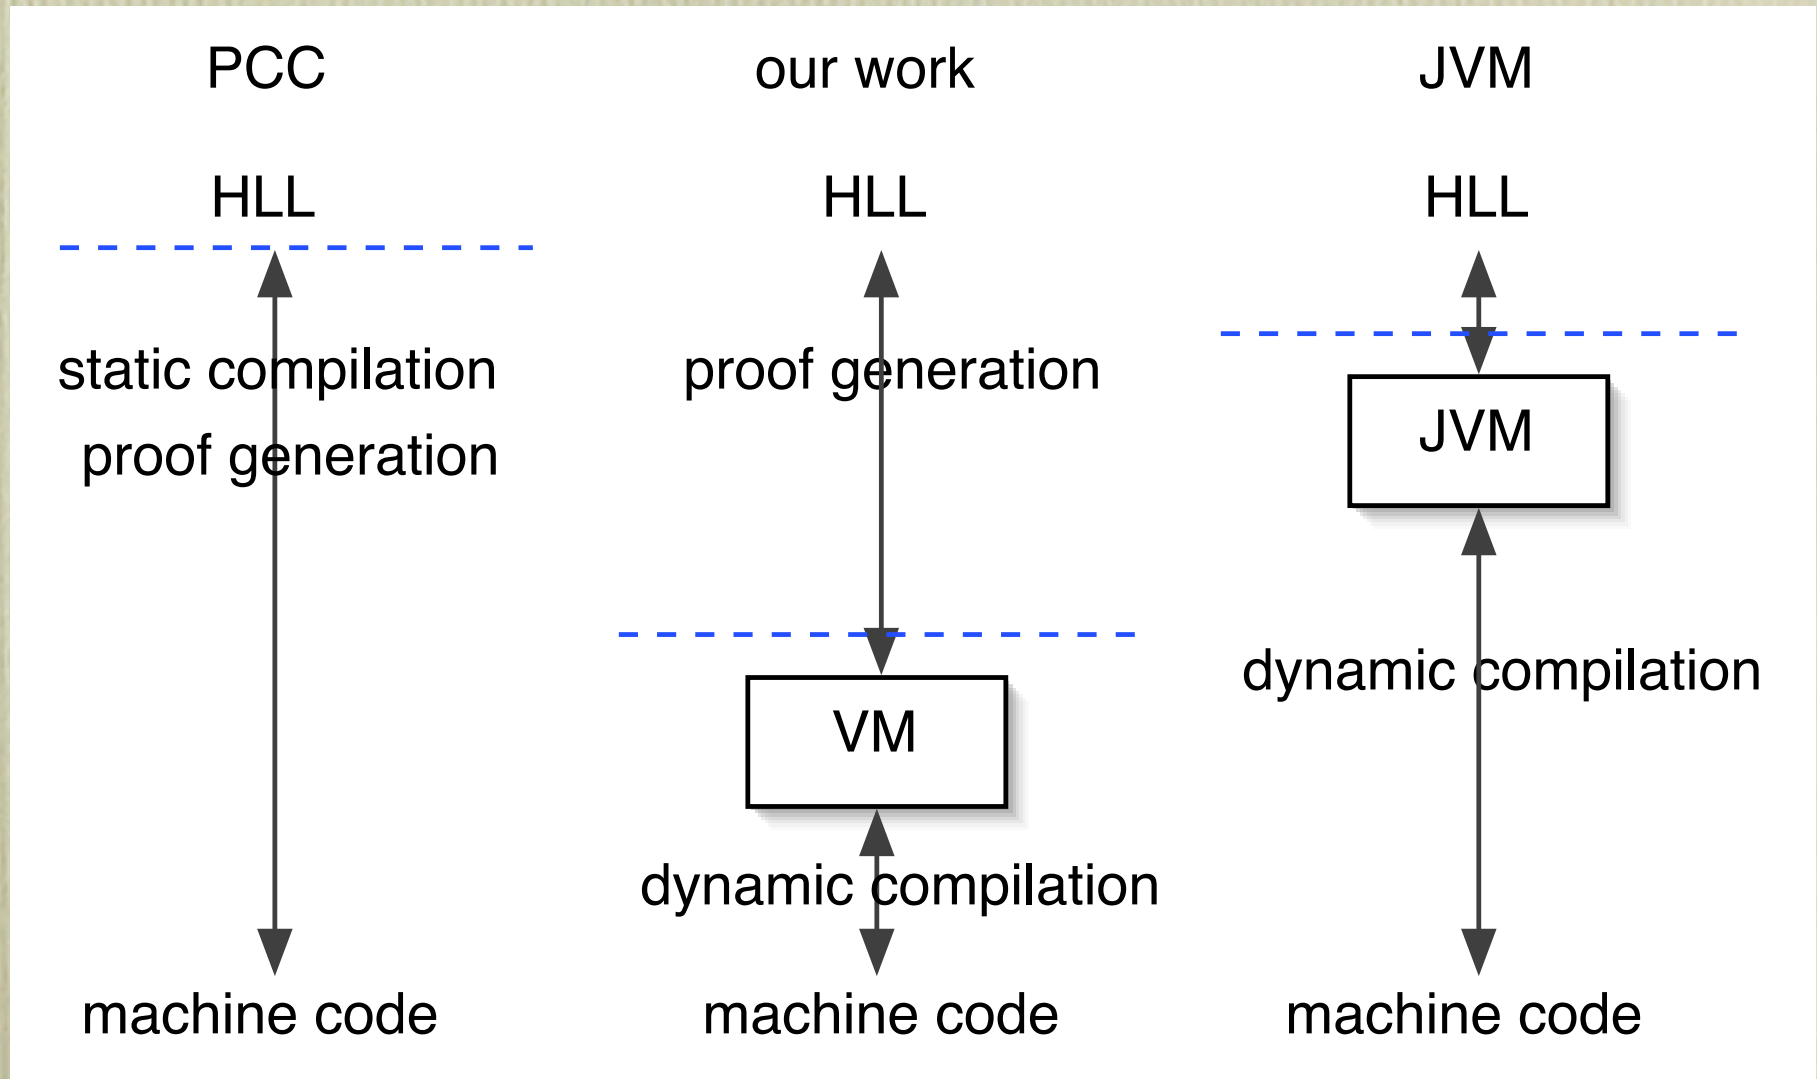 PCC
HLL
static compilation
proof generation
machine code
our work
HLL
proof generation
VM
dynamic compilation
machine code
JVM
HLL
JVM
dynamic compilation
machine code